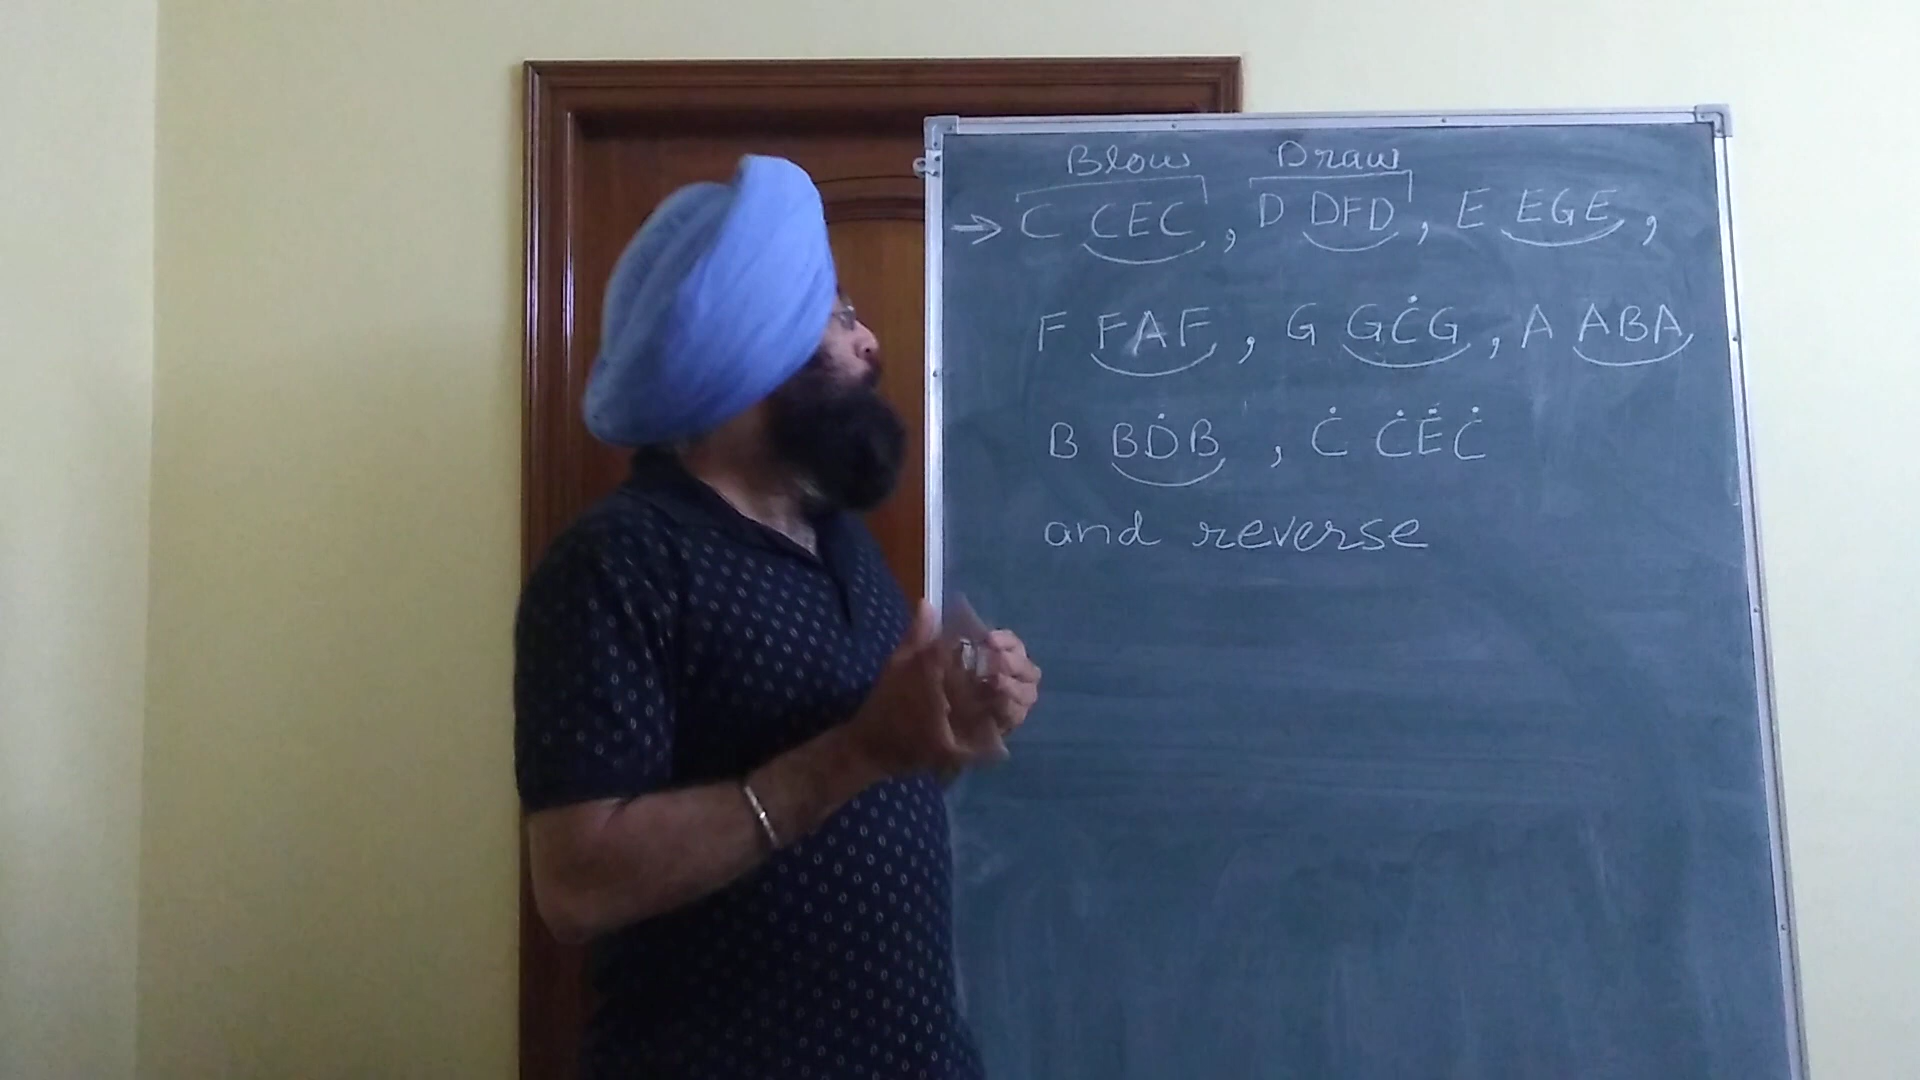 Blow Draw
→ C CEC, D DFD, E EGE,
F FAF, G GĊG, A ABA
B BḊB, Ċ ĊĖĊ
and reverse